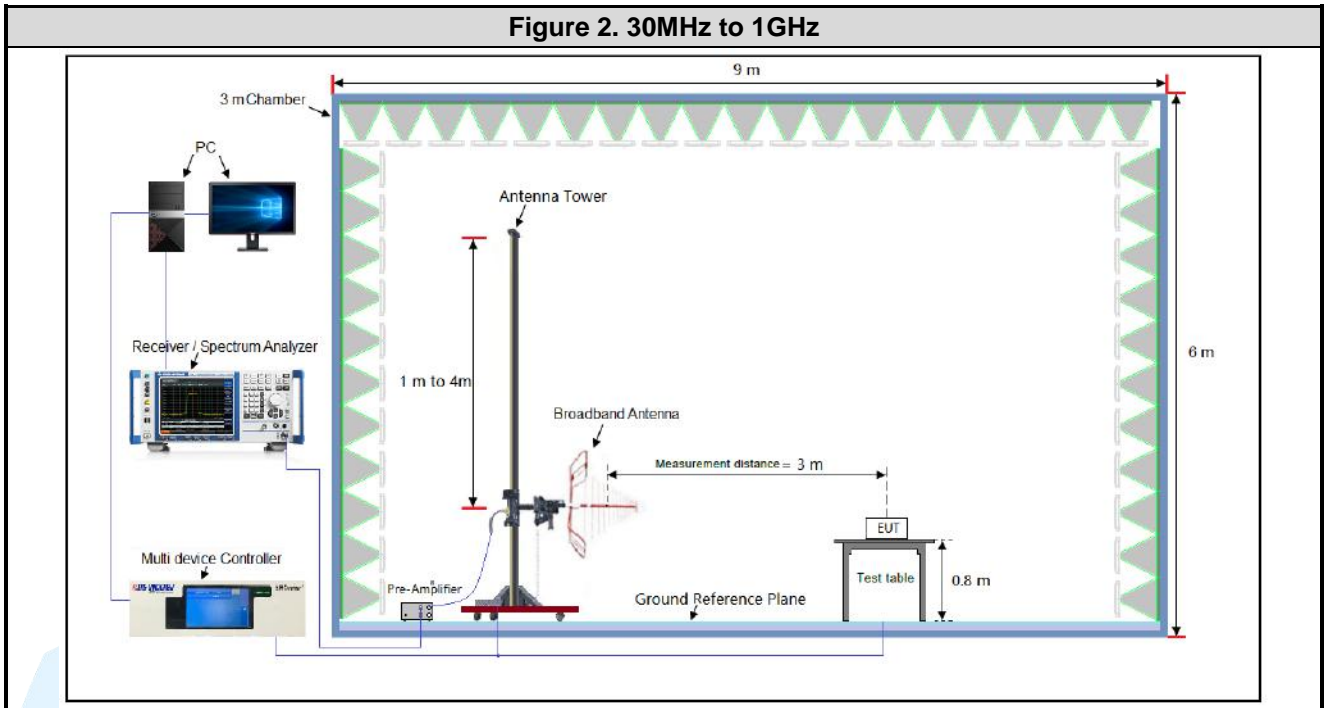 Figure 2. 30MHz to 1GHz
9 m
3 m Chamber
PC
Antenna Tower
Receiver / Spectrum Analyzer
6 m
1 m to 4m
Broadband Antenna
Measurement distance = 3 m
EUT
Multi device Controller
Test table
0.8 m
Pre-Amplifier
Ground Reference Plane